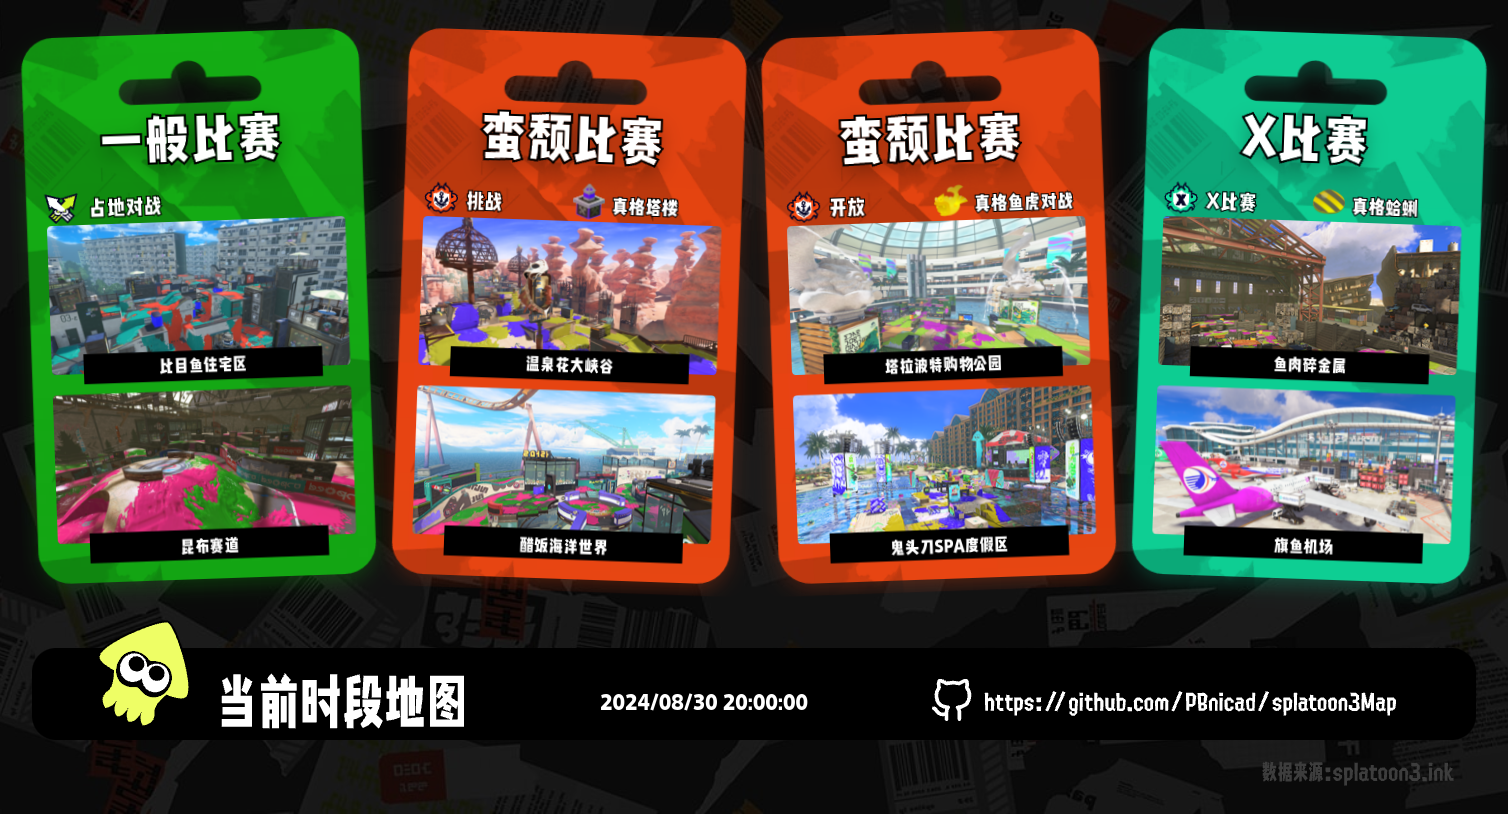 一般比赛
占地对战
比目鱼住宅区
昆布赛道
蛮颓比赛
挑战
真格塔楼
温泉花大峡谷
醋饭海洋世界
蛮颓比赛
开放
真格鱼虎对战
塔拉波特购物公园
鬼头刀SPA度假区
X比赛
X比赛
真格蛤蜊
鱼肉碎金属
旗鱼机场
当前时段地图
2024/08/30 20:00:00
https://github.com/PBnicad/splatoon3Map
数据来源:splatoon3.ink